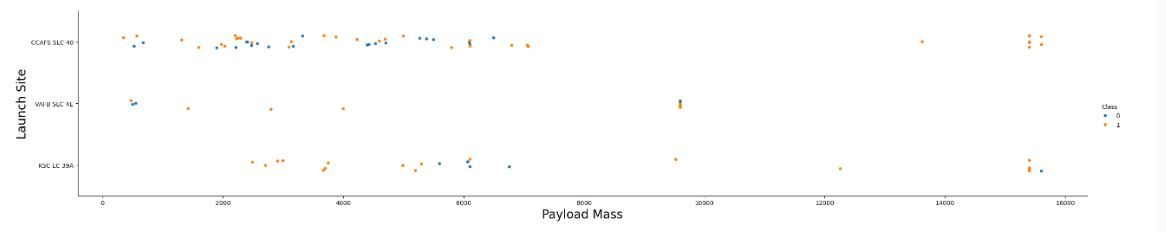 CCAFS SLC 40
VAFB SLC 4E
KSC LC 39A
Launch Site
0
2000
4000
6000
8000
10000
12000
14000
16000
Payload Mass
Class
0
1